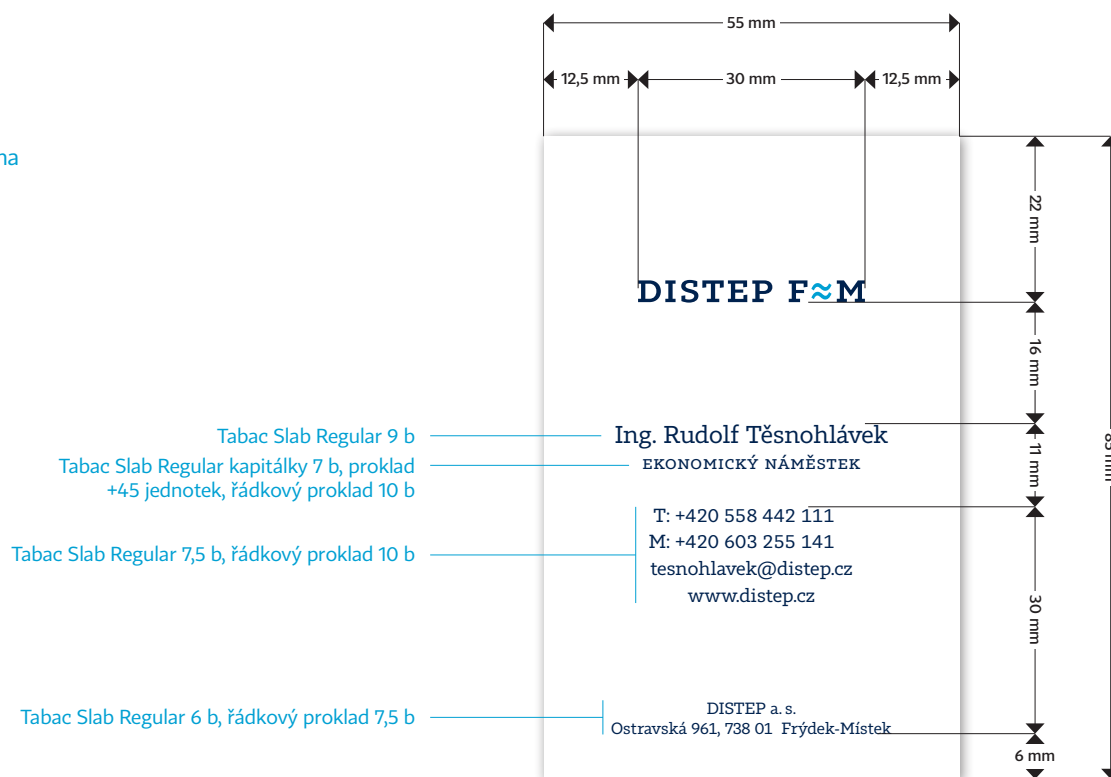 55 mm
12,5 mm
30 mm
12,5 mm
22 mm
DISTEP F≈M
16 mm
Tabac Slab Regular 9 b
Ing. Rudolf Těsnohlávek
Tabac Slab Regular kapitálky 7 b, proklad
+45 jednotek, řádkový proklad 10 b
EKONOMICKÝ NÁMĚSTEK
11 mm
85 mm
Tabac Slab Regular 7,5 b, řádkový proklad 10 b
T: +420 558 442 111
M: +420 603 255 141
tesnohlavek@distep.cz
www.distep.cz
30 mm
Tabac Slab Regular 6 b, řádkový proklad 7,5 b
DISTEP a. s.
Ostravská 961, 738 01 Frýdek-Místek
6 mm